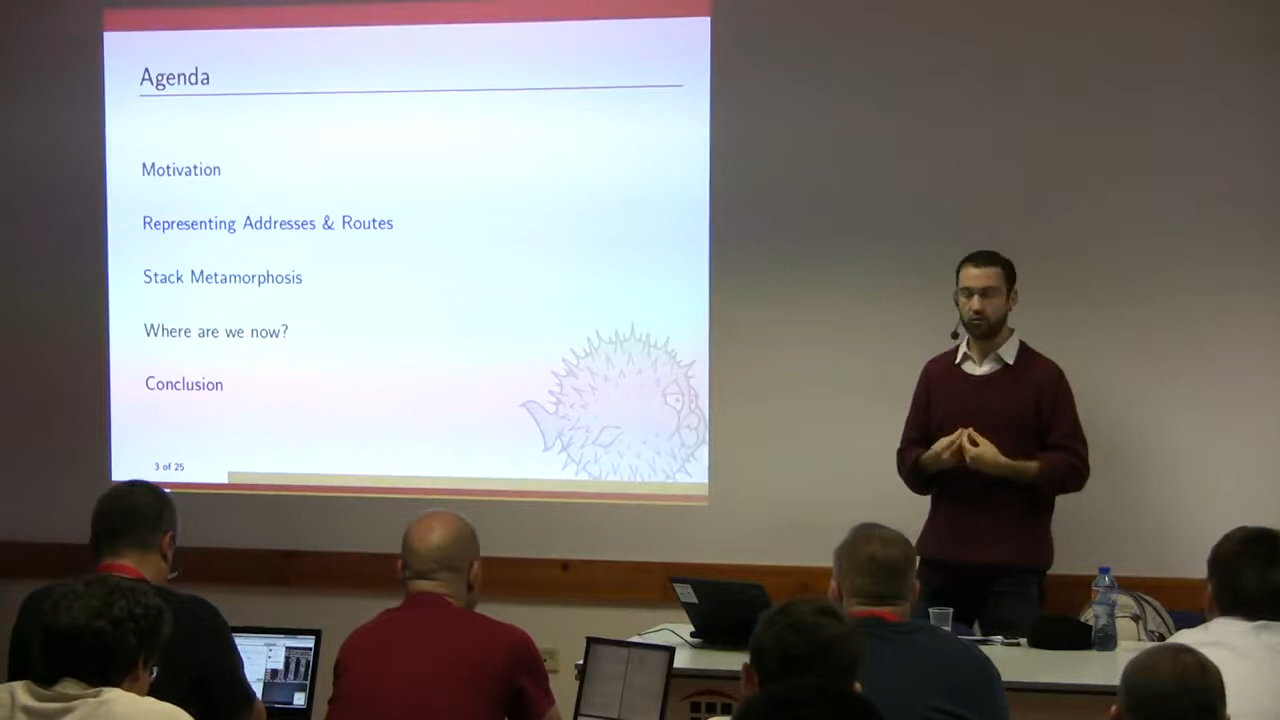 Agenda
Motivation
Representing Addresses & Routes
Stack Metamorphosis
Where are we now?
Conclusion
3 of 25